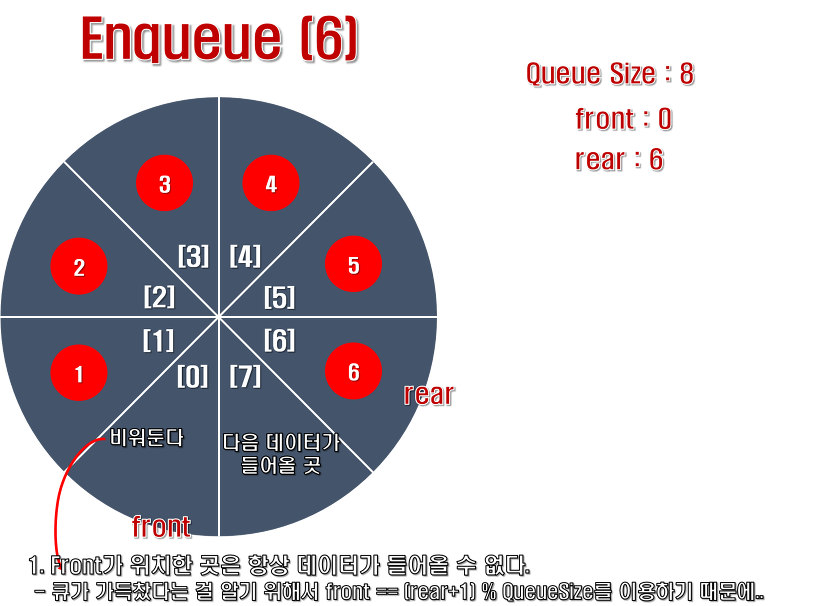 Enqueue (6)
Queue Size : 8
front : 0
rear : 6
3
4
2
5
[3]
[4]
[2]
[5]
[1]
[6]
1
6
[0]
[7]
rear
비워둔다
다음 데이터가
들어올 곳
front
1. Front가 위치한 곳은 항상 데이터가 들어올 수 없다.
- 큐가 가득찼다는 걸 알기 위해서 front == (rear+1) % QueueSize를 이용하기 때문에..